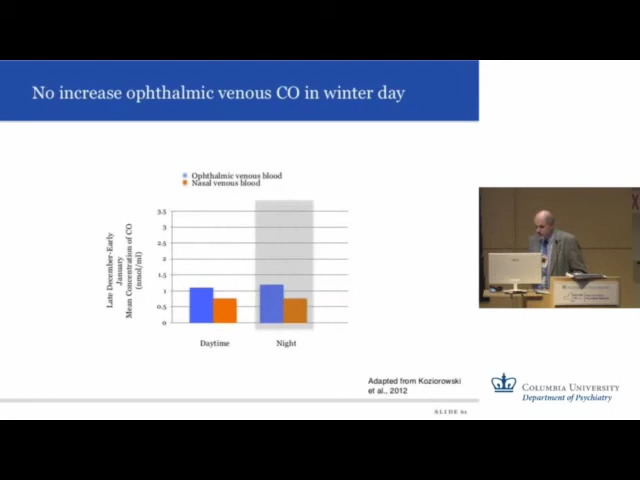 No increase ophthalmic venous CO in winter day
Ophthalmic venous blood
Nasal venous blood
Late December-Early
January
Mean Concentration of CO
(nmol/ml)
3.5
3
2.5
2
1.5
1
0.5
0
Daytime
Night
Adapted from Koziorowski
et al., 2012
SLIDE 61
COLUMBIA UNIVERSITY
Department of Psychiatry